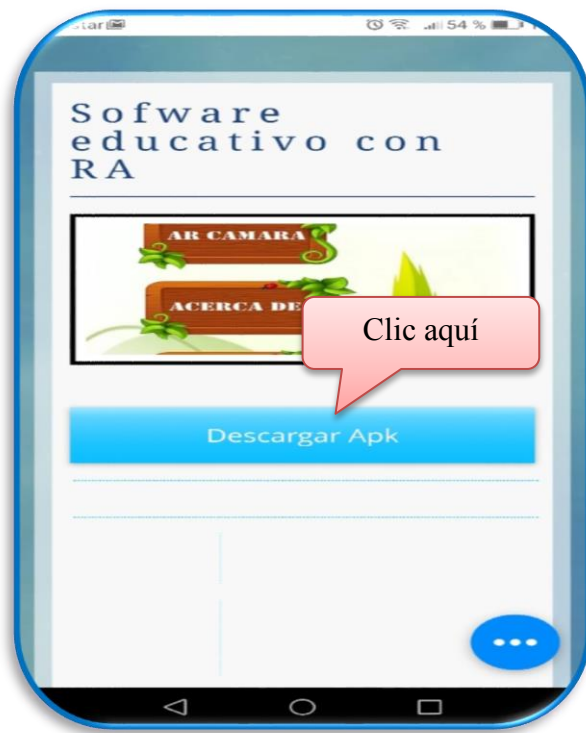 54 %
Sofware
educativo con
RA
AR CAMARA
ACERCA DE
Clic aquí
Descargar Apk